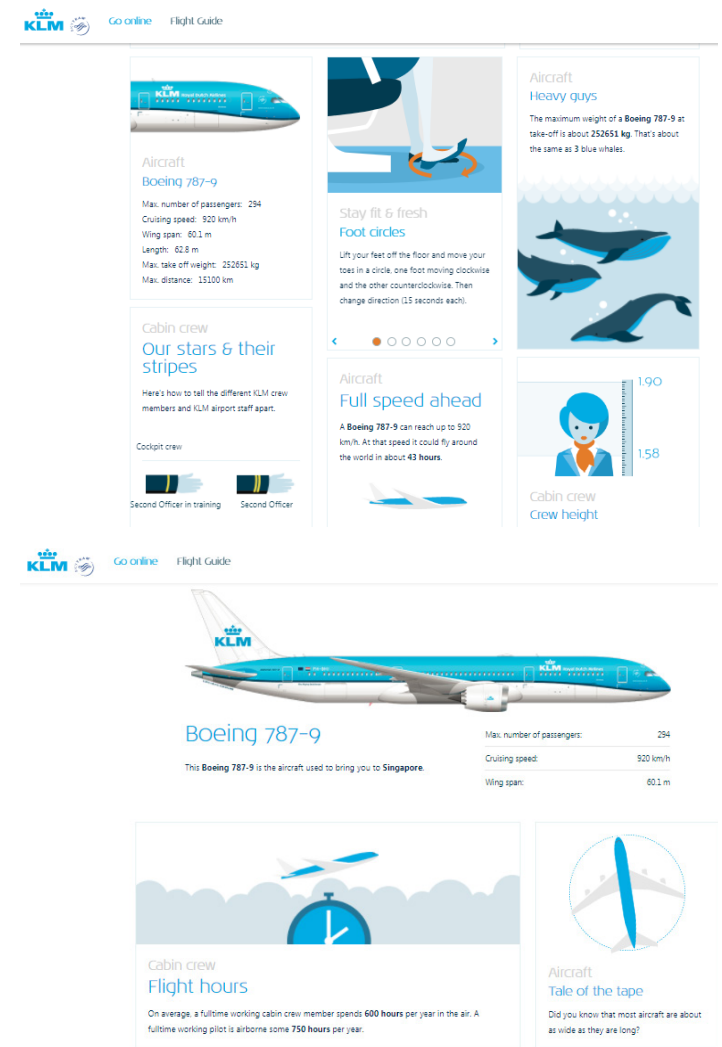 KLM
Go online
Flight Guide
KLM Royal Dutch Airlines
Aircraft
Boeing 787-9
Max. number of passengers: 294
Cruising speed: 920 km/h
Wing span: 60.1 m
Length: 62.8 m
Max. take off weight: 252651 kg
Max. distance: 15100 km
Cabin crew
Our stars & their
stripes
Here's how to tell the different KLM crew
members and KLM airport staff apart.
Cockpit crew
Second Officer in training
Second Officer
Stay fit & fresh
Foot circles
Lift your feet off the floor and move your
toes in a circle, one foot moving clockwise
and the other counterclockwise. Then
change direction (15 seconds each).
Aircraft
Full speed ahead
A Boeing 787-9 can reach up to 920
km/h. At that speed it could fly around
the world in about 43 hours.
Aircraft
Heavy guys
The maximum weight of a Boeing 787-9 at
take-off is about 252651 kg. That's about
the same as 3 blue whales.
1.90
1.58
Cabin crew
Crew height
KLM
Go online
Flight Guide
KLM
KLM Royal Dutch Airlines
Boeing 787-9
This Boeing 787-9 is the aircraft used to bring you to Singapore.
Max. number of passengers: 294
Cruising speed: 920 km/h
Wing span: 60.1 m
Cabin crew
Flight hours
On average, a fulltime working cabin crew member spends 600 hours per year in the air. A
fulltime working pilot is airborne some 750 hours per year.
Aircraft
Tale of the tape
Did you know that most aircraft are about
as wide as they are long?